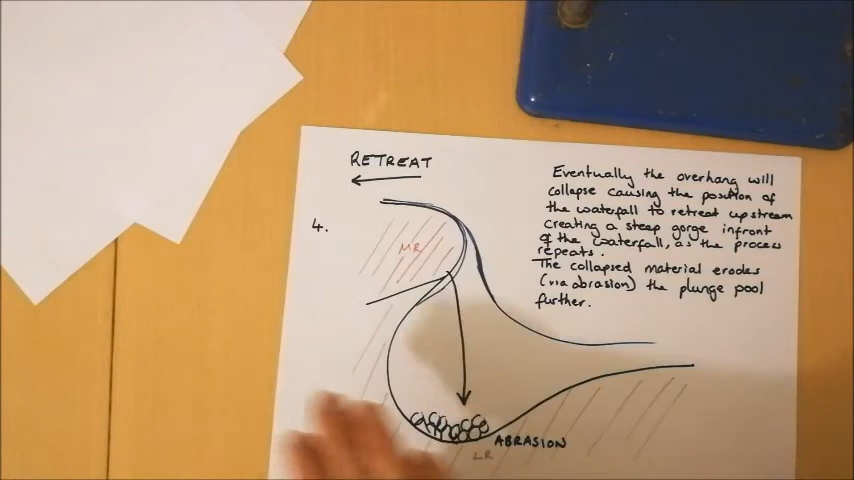 RETREAT
4.
MR
Eventually the overhang will
collapse causing the position of
the waterfall to retreat upstream
creating a steep gorge infront
of the waterfall, as the process
repeats.
The collapsed material erodes
(via abrasion) the plunge pool
further.
ABRASION
LR